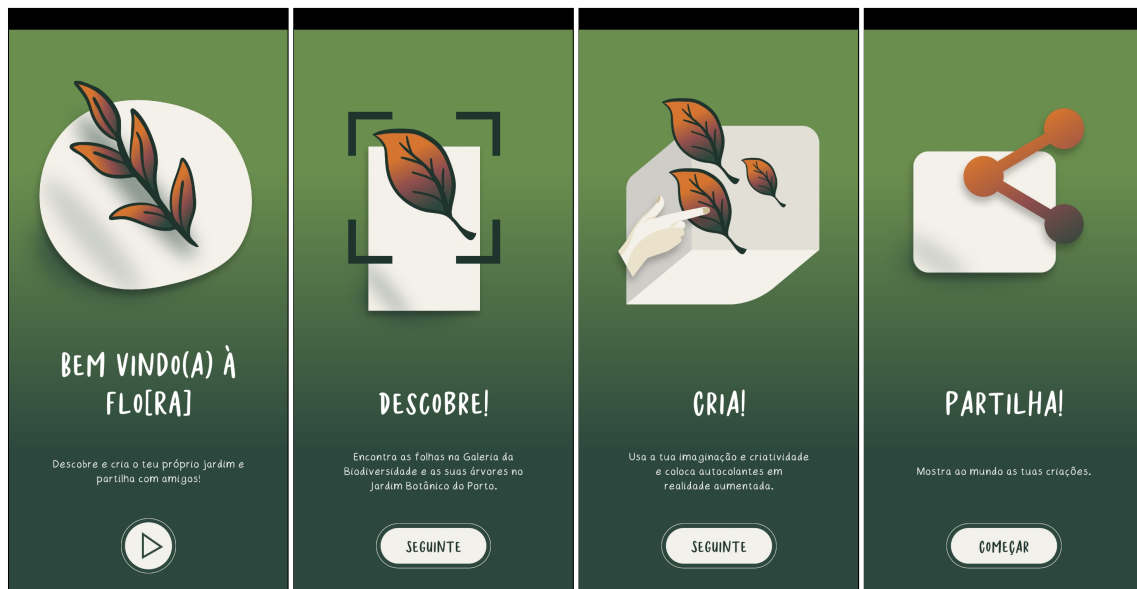 BEM VINDO(A) À
FLO[RA]
Descobre e cria o teu próprio jardim e
partilha com amigos!
DESCOBRE!
Encontra as folhas na Galeria da
Biodiversidade e as suas árvores no
Jardim Botânico do Porto.
SEGUINTE
CRIA!
Usa a tua imaginação e criatividade
e coloca autocolantes em
realidade aumentada.
SEGUINTE
PARTILHA!
Mostra ao mundo as tuas criações.
COMEÇAR